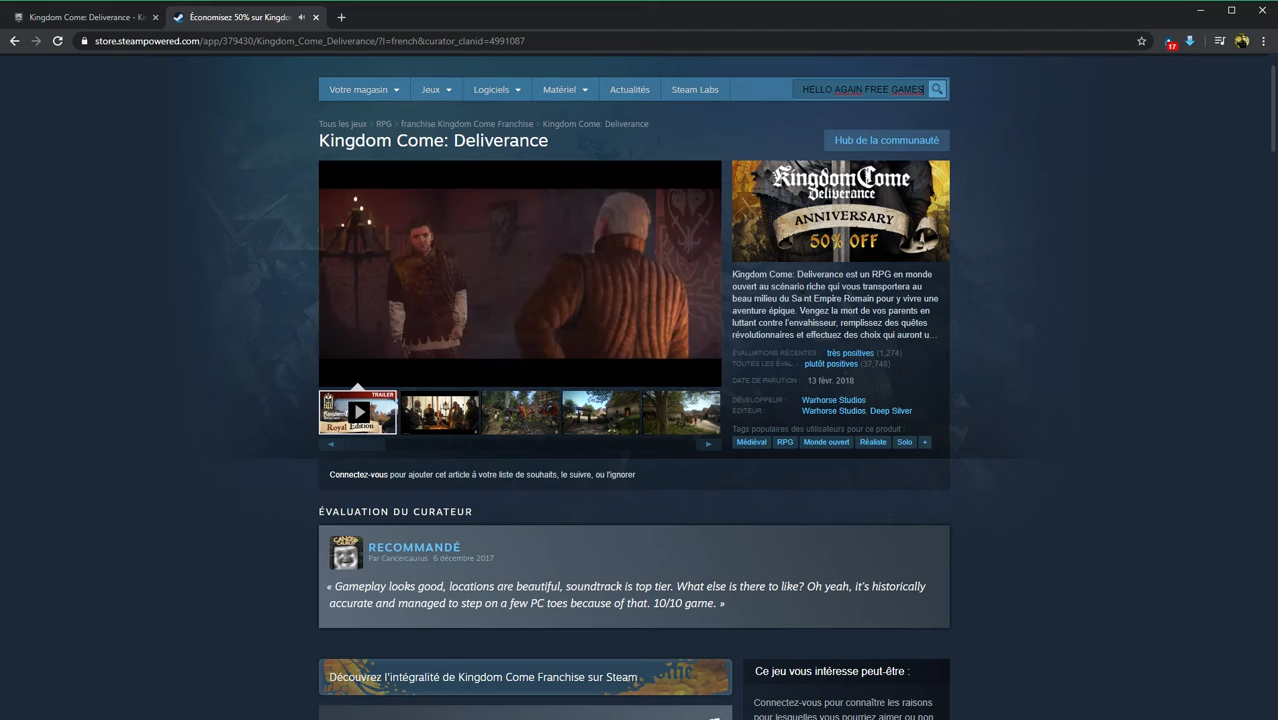 Kingdom Come: Deliverance - Ki
Économisez 50% sur Kingdo
store.steampowered.com/app/379430/Kingdom_Come_Deliverance/?l=french&curator_clanid=4991087
17
Votre magasin Jeux Logiciels Matériel Actualités Steam Labs HELLO AGAIN FREE GAMES
Tous les jeux > RPG > franchise Kingdom Come Franchise > Kingdom Come: Deliverance
Kingdom Come: Deliverance
Hub de la communauté
Kingdom Come
Deliverance
ANNIVERSARY
50% OFF
Kingdom Come: Deliverance est un RPG en monde
ouvert au scénario riche qui vous transportera au
beau milieu du Saint Empire Romain pour y vivre une
aventure épique. Vengez la mort de vos parents en
luttant contre l'envahisseur, remplissez des quêtes
révolutionnaires et effectuez des choix qui auront u...
ÉVALUATIONS RÉCENTES : très positives (1,274)
TOUTES LES ÉVAL... plutôt positives (37,748)
DATE DE PARUTION : 13 févr. 2018
DÉVELOPPEUR : Warhorse Studios
ÉDITEUR : Warhorse Studios, Deep Silver
Tags populaires des utilisateurs pour ce produit :
Médiéval RPG Monde ouvert Réaliste Solo +
TRAILER
Royal Edition
Connectez-vous pour ajouter cet article à votre liste de souhaits, le suivre, ou l'ignorer
ÉVALUATION DU CURATEUR
RECOMMANDÉ
Par Cancercaurus 6 décembre 2017
« Gameplay looks good, locations are beautiful, soundtrack is top tier. What else is there to like? Oh yeah, it's historically
accurate and managed to step on a few PC toes because of that. 10/10 game. »
Découvrez l'intégralité de Kingdom Come Franchise sur Steam
Ce jeu vous intéresse peut-être :
Connectez-vous pour connaître les raisons
pour lesquelles vous pourriez aimer ou non